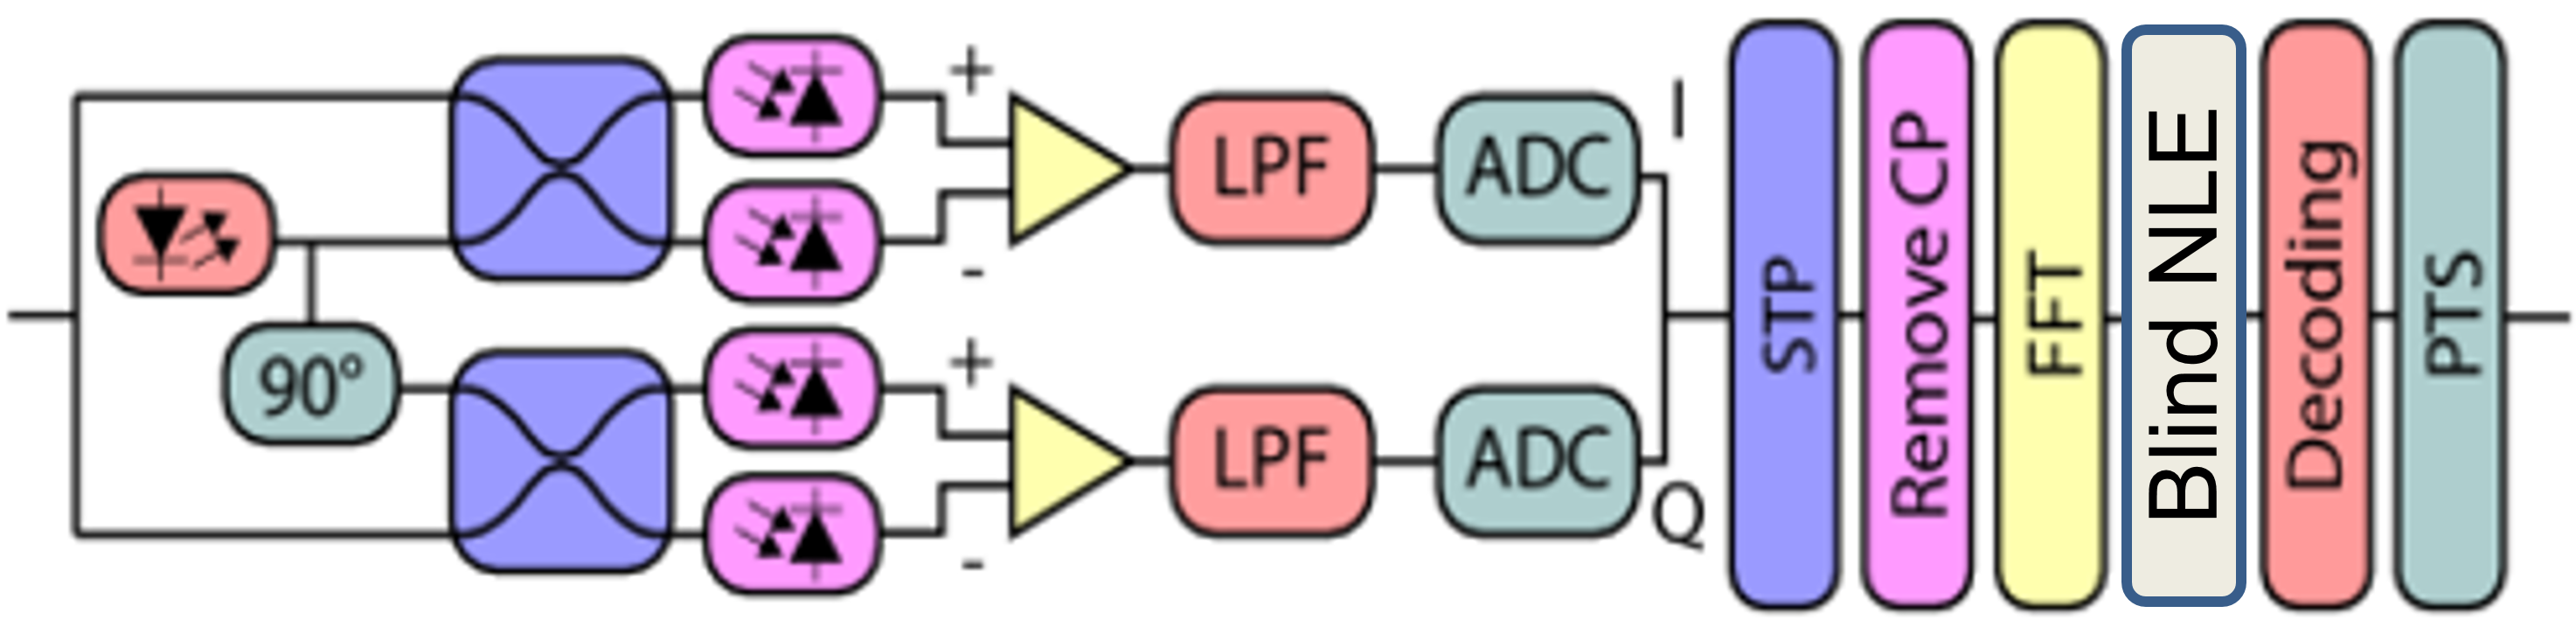 +
-
90°
+
-
LPF
ADC
I
LPF
ADC
Q
STP
Remove CP
FFT
Blind NLE
Decoding
PTS